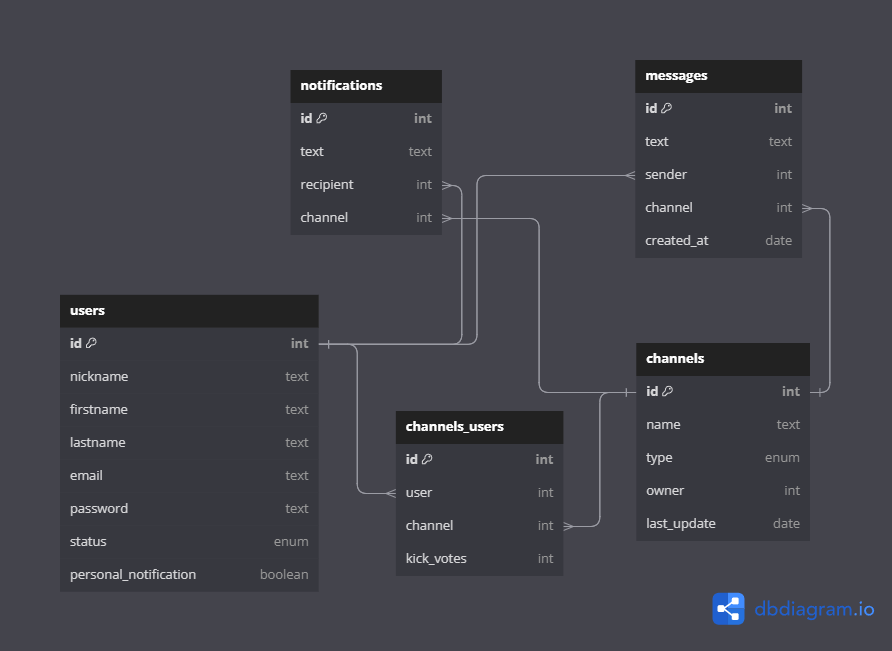 notifications
id int
text text
recipient int
channel int
messages
id int
text text
sender int
channel int
created_at date
users
id int
nickname text
firstname text
lastname text
email text
password text
status enum
personal_notification boolean
channels_users
id int
user int
channel int
kick_votes int
channels
id int
name text
type enum
owner int
last_update date
dbdiagram.io